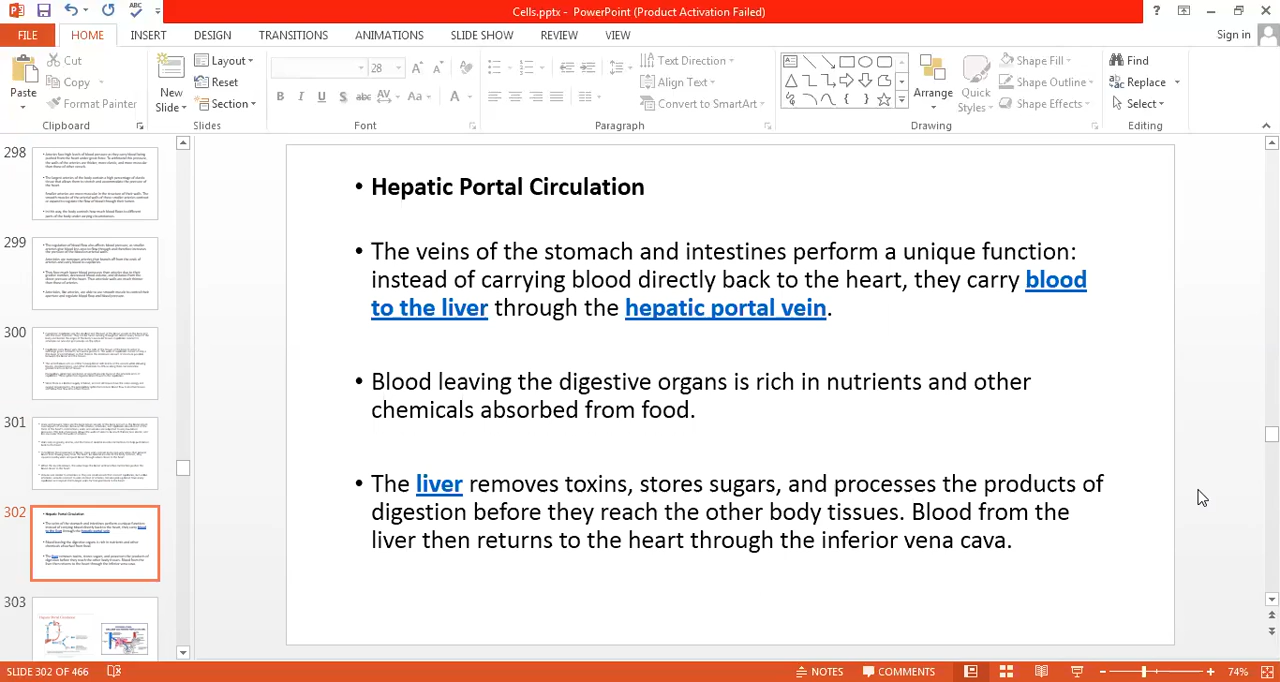 Cells.pptx - PowerPoint (Product Activation Failed)
ABC
?
FILE HOME INSERT DESIGN TRANSITIONS ANIMATIONS SLIDE SHOW REVIEW VIEW Sign in
Paste
Cut
Copy
Format Painter
New Slide
Layout
Reset
Section
28
B I U S abc AV Aa A
Text Direction
Align Text
Convert to SmartArt
Arrange
Quick Styles
Shape Fill
Shape Outline
Shape Effects
Find
Replace
Select
Clipboard Slides Font Paragraph Drawing Editing
298
299
300
301
302
303
• Hepatic Portal Circulation
• The veins of the stomach and intestines perform a unique function:
instead of carrying blood directly back to the heart, they carry blood
to the liver through the hepatic portal vein.
• Blood leaving the digestive organs is rich in nutrients and other
chemicals absorbed from food.
• The liver removes toxins, stores sugars, and processes the products of
digestion before they reach the other body tissues. Blood from the
liver then returns to the heart through the inferior vena cava.
SLIDE 302 OF 466 NOTES COMMENTS 74%